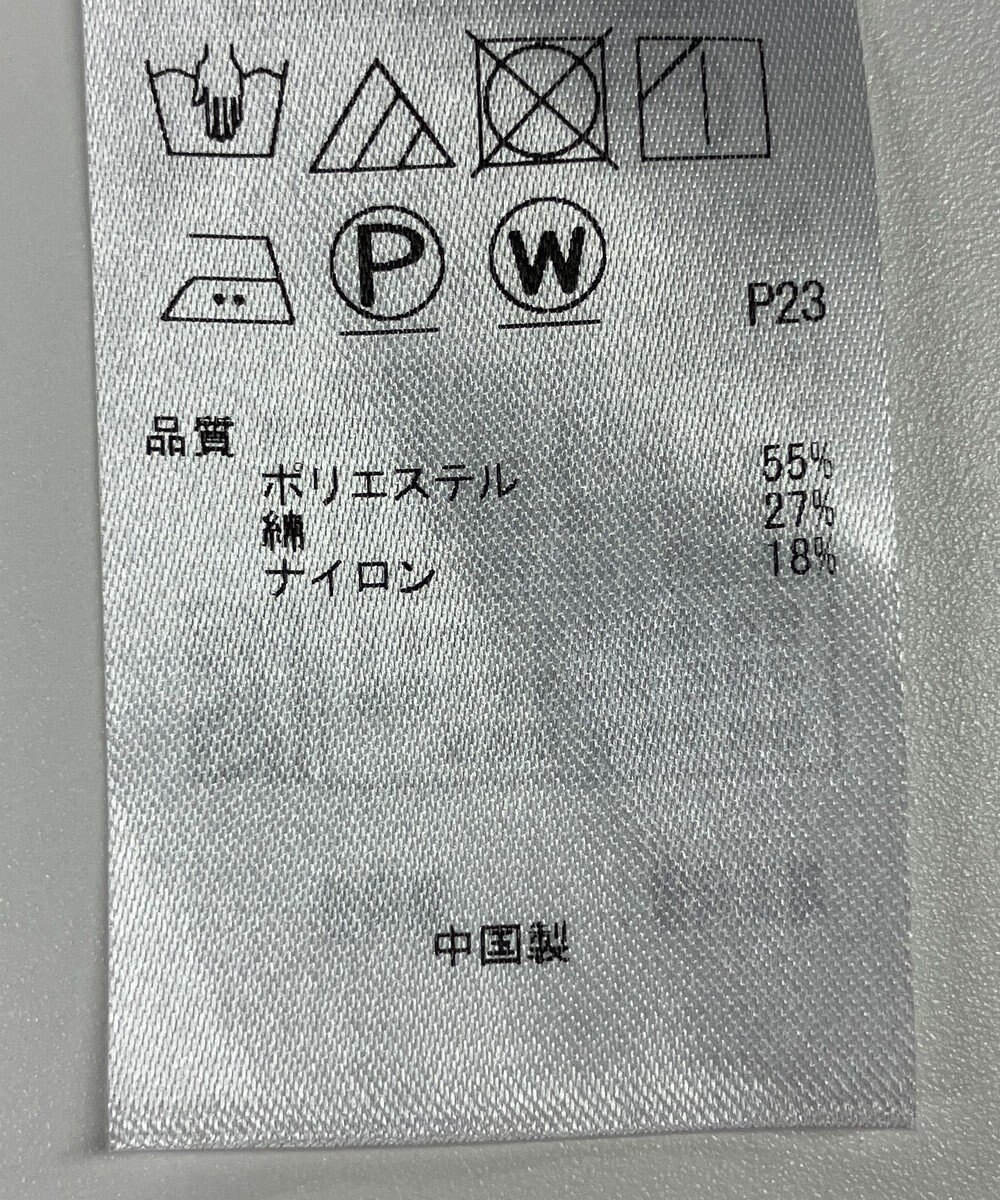 P W
P23
品質
ポリエステル 55%
綿 27%
ナイロン 18%
中国製